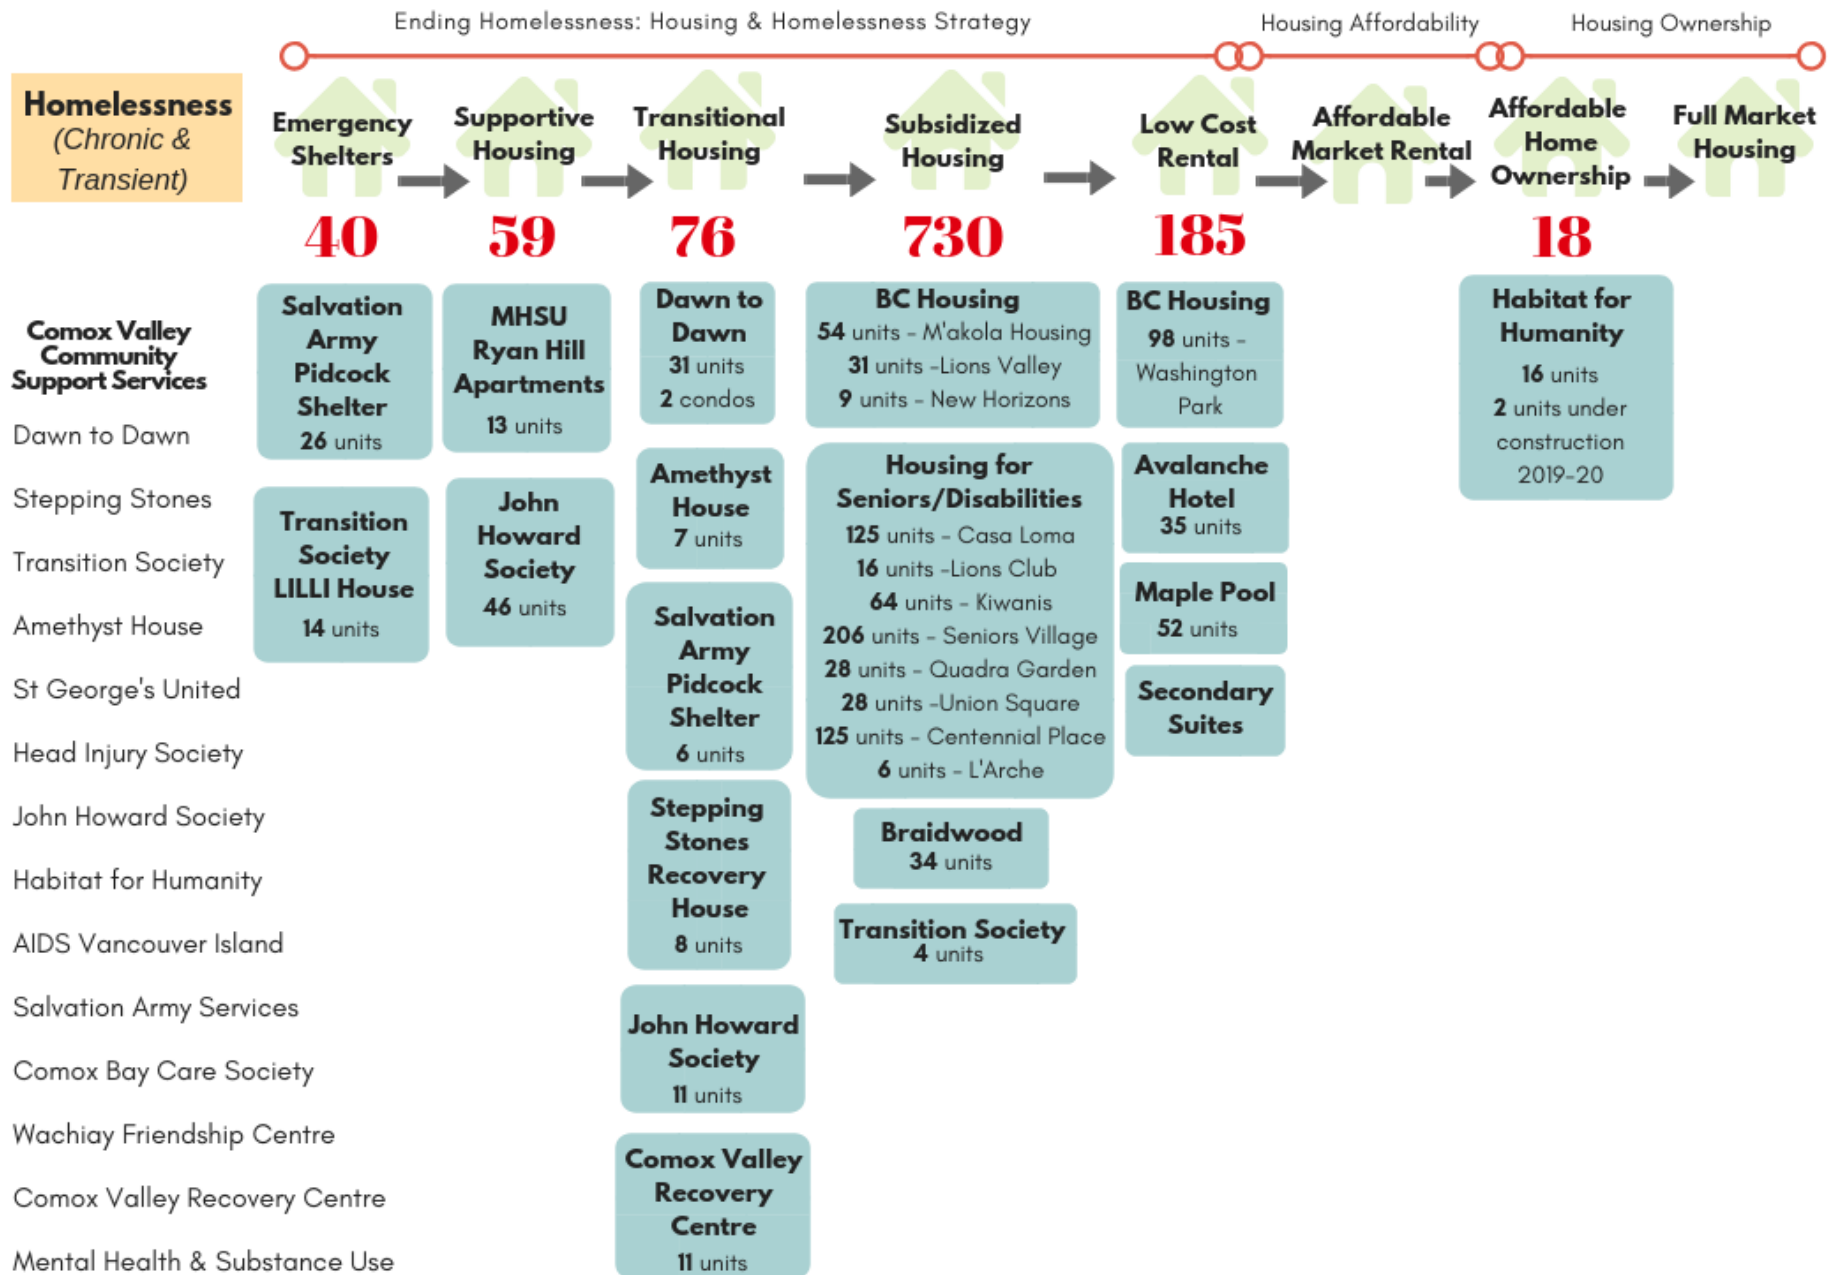 Ending Homelessness: Housing & Homelessness Strategy
Housing Affordability
Housing Ownership
Homelessness
(Chronic &
Transient)
Emergency
Shelters
Supportive
Housing
Transitional
Housing
Subsidized
Housing
Low Cost
Rental
Affordable
Market Rental
Affordable
Home
Ownership
Full Market
Housing
40
59
76
730
185
18
Comox Valley
Community
Support Services
Dawn to Dawn
Stepping Stones
Transition Society
Amethyst House
St George's United
Head Injury Society
John Howard Society
Habitat for Humanity
AIDS Vancouver Island
Salvation Army Services
Comox Bay Care Society
Wachiay Friendship Centre
Comox Valley Recovery Centre
Mental Health & Substance Use
Salvation
Army
Pidcock
Shelter
26 units
Transition
Society
LILLI House
14 units
MHSU
Ryan Hill
Apartments
13 units
John
Howard
Society
46 units
Dawn to
Dawn
31 units
2 condos
Amethyst
House
7 units
Salvation
Army
Pidcock
Shelter
6 units
Stepping
Stones
Recovery
House
8 units
John Howard
Society
11 units
Comox Valley
Recovery
Centre
11 units
BC Housing
54 units - M'akola Housing
31 units -Lions Valley
9 units - New Horizons
Housing for
Seniors/Disabilities
125 units - Casa Loma
16 units -Lions Club
64 units - Kiwanis
206 units - Seniors Village
28 units - Quadra Garden
28 units -Union Square
125 units - Centennial Place
6 units - L'Arche
Braidwood
34 units
Transition Society
4 units
BC Housing
98 units -
Washington
Park
Avalanche
Hotel
35 units
Maple Pool
52 units
Secondary
Suites
Habitat for
Humanity
16 units
2 units under
construction
2019-20